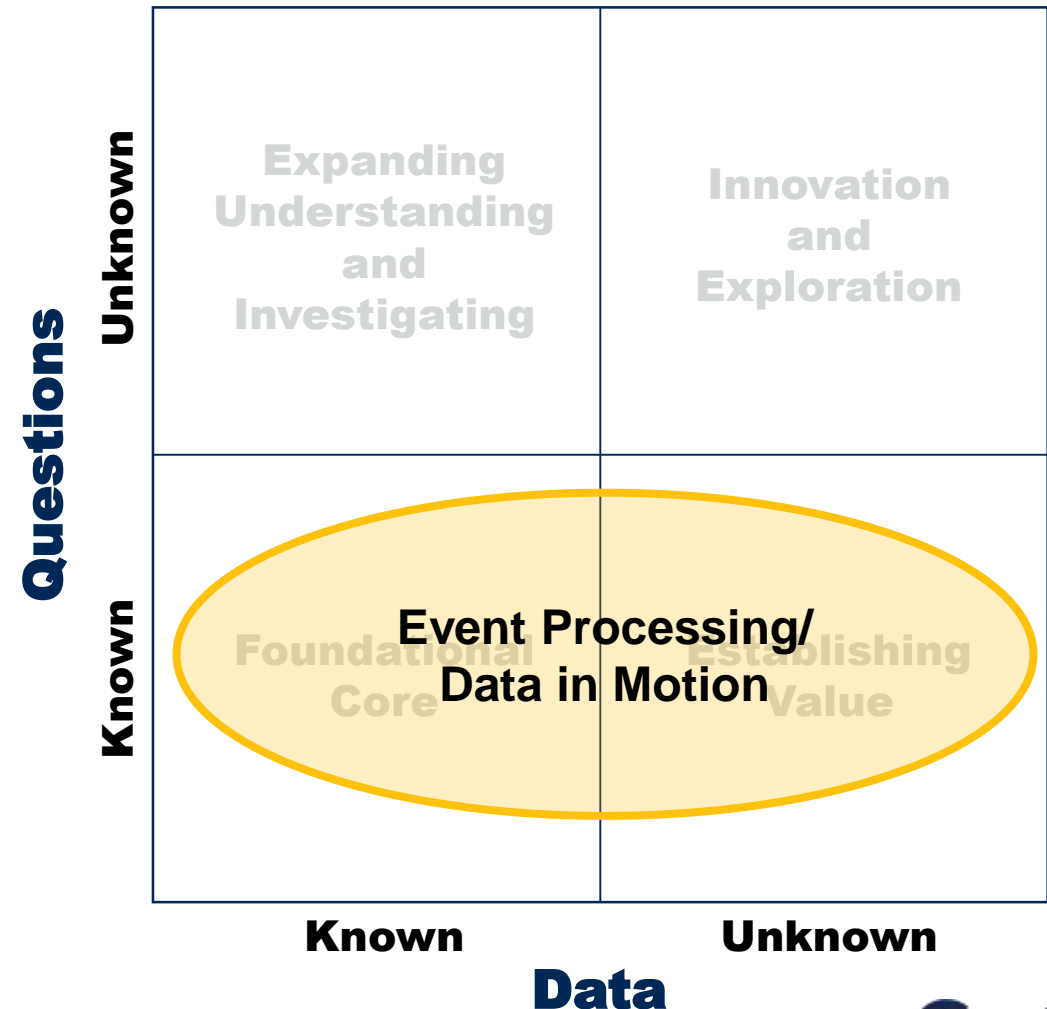 Questions
Unknown
Expanding
Understanding
and
Investigating
Innovation
and
Exploration
Known
Foundational
Core
Establishing
Value
Event Processing/
Data in Motion
Known
Unknown
Data